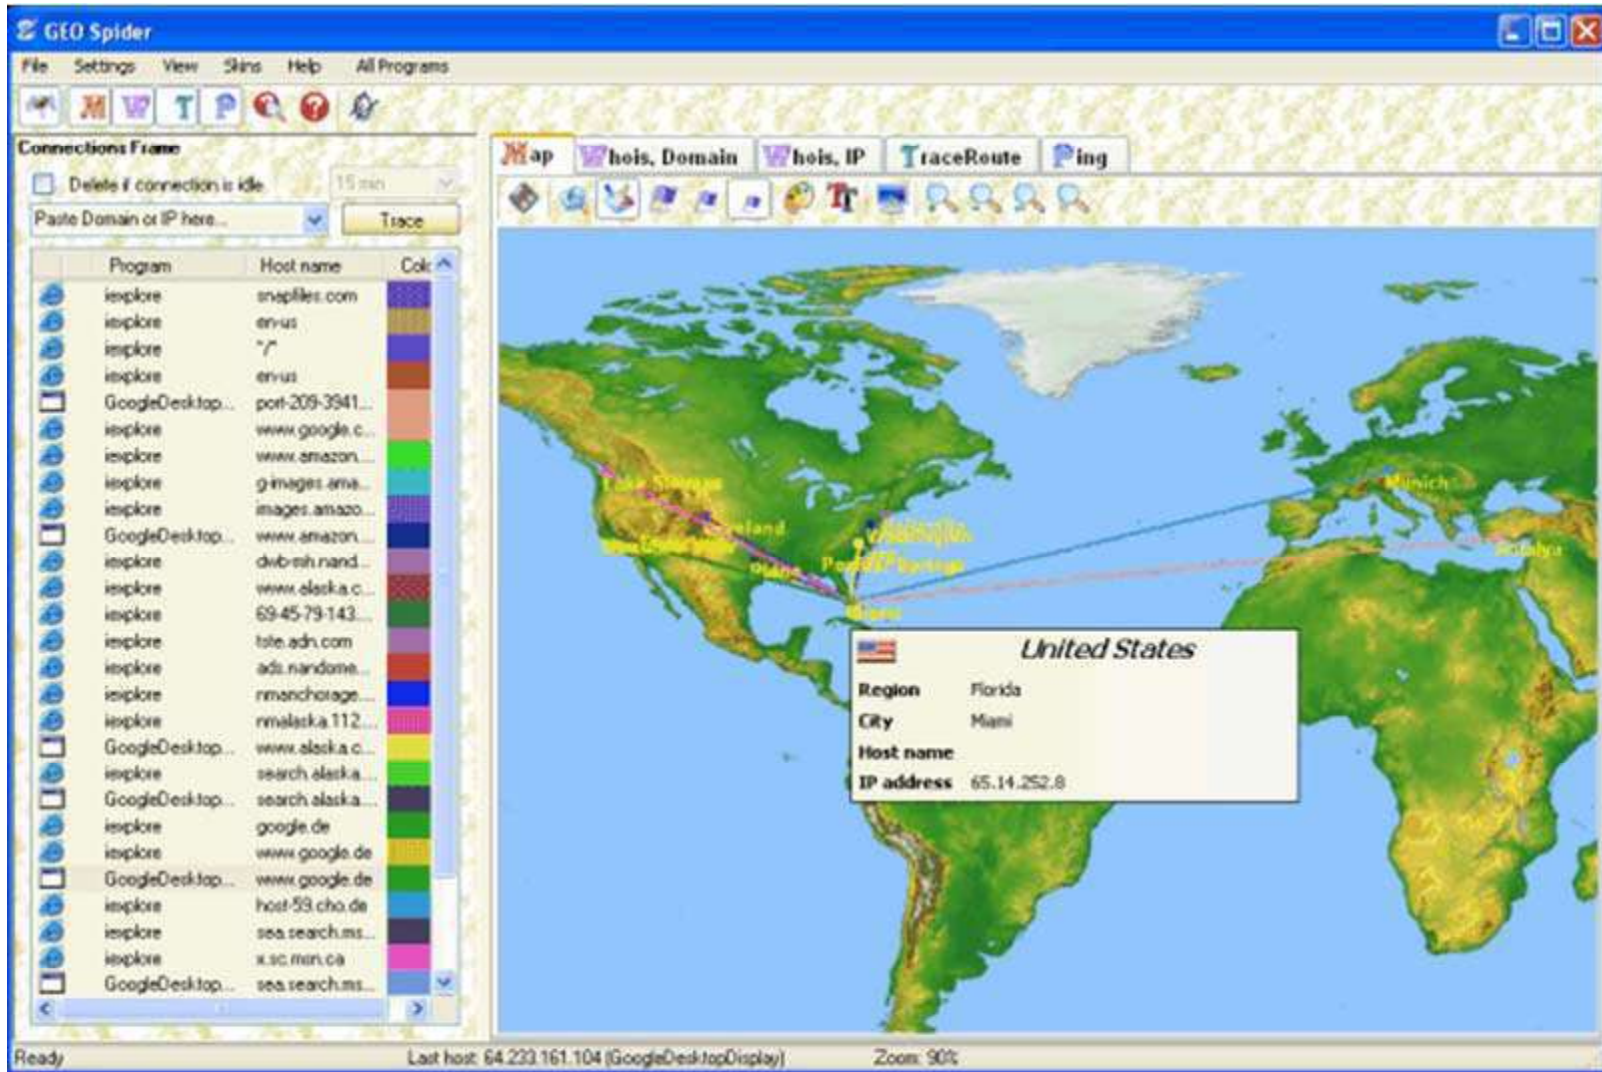 GEO Spider
File Settings View Skins Help All Programs
Connections Frame
Delete if connection is idle 15 min
Paste Domain or IP here... Trace
Map Whois, Domain Whois, IP TraceRoute Ping
Program Host name Colo
iexplore snapfiles.com
iexplore en-us
iexplore "/"
iexplore en-us
GoogleDesktop... port-209-3941...
iexplore www.google.c...
iexplore www.amazon....
iexplore g-images.ama...
iexplore images.amazo...
GoogleDesktop... www.amazon....
iexplore dwb-mh.nand...
iexplore www.alaska.c...
iexplore 69-45-79-143....
iexplore tste.adn.com
iexplore ads.nandome...
iexplore nmanchorage....
iexplore nmalaska.112....
GoogleDesktop... www.alaska.c...
iexplore search.alaska....
GoogleDesktop... search.alaska....
iexplore google.de
iexplore www.google.de
GoogleDesktop... www.google.de
iexplore host-59.cho.de
iexplore sea.search.ms...
iexplore x.sc.msn.ca
GoogleDesktop... sea.search.ms...
Munich
Antalya
Miami
United States
Region Florida
City Miami
Host name
IP address 65.14.252.8
Ready Last host: 64.233.161.104 (GoogleDesktopDisplay) Zoom: 90%